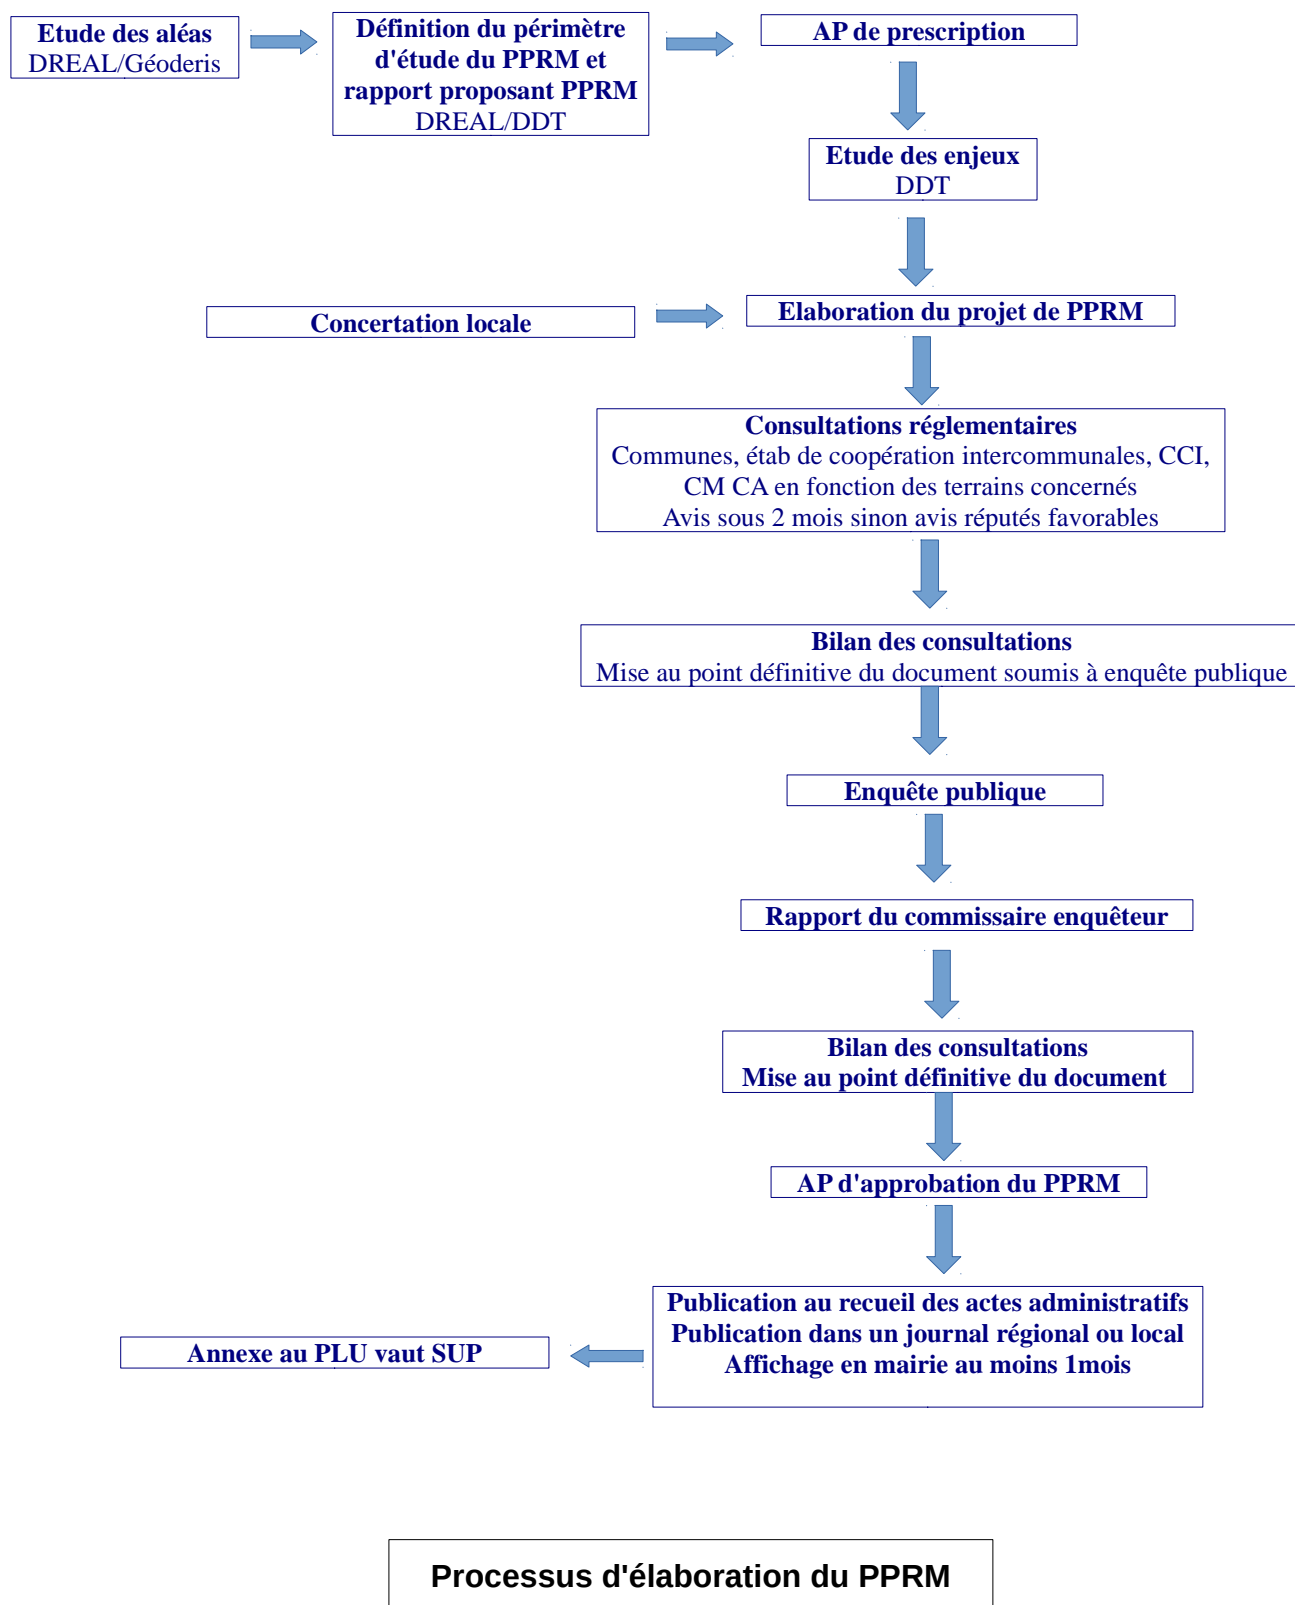 Etude des aléas
DREAL/Géoderis
Définition du périmètre
d'étude du PPRM et
rapport proposant PPRM
DREAL/DDT
AP de prescription
Etude des enjeux
DDT
Concertation locale
Elaboration du projet de PPRM
Consultations réglementaires
Communes, étab de coopération intercommunales, CCI,
CM CA en fonction des terrains concernés
Avis sous 2 mois sinon avis réputés favorables
Bilan des consultations
Mise au point définitive du document soumis à enquête publique
Enquête publique
Rapport du commissaire enquêteur
Bilan des consultations
Mise au point définitive du document
AP d'approbation du PPRM
Publication au recueil des actes administratifs
Publication dans un journal régional ou local
Affichage en mairie au moins 1mois
Annexe au PLU vaut SUP
Processus d'élaboration du PPRM